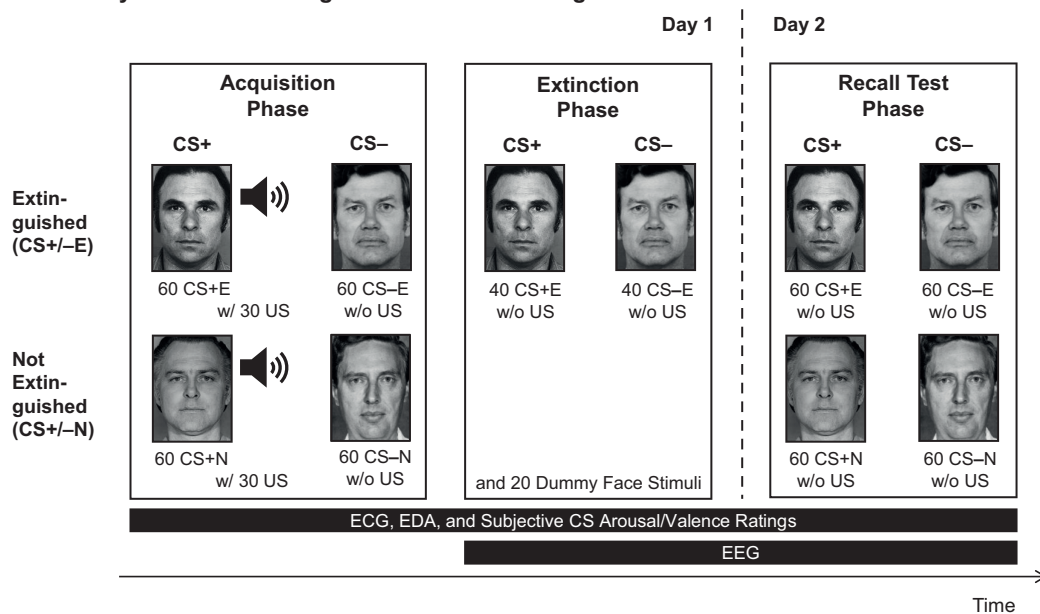 Day 1
Day 2
Acquisition
Phase
CS+
CS–
Extinction
Phase
CS+
CS–
Recall Test
Phase
CS+
CS–
Extin-
guished
(CS+/–E)
60 CS+E
w/ 30 US
60 CS–E
w/o US
40 CS+E
w/o US
40 CS–E
w/o US
60 CS+E
w/o US
60 CS–E
w/o US
Not
Extin-
guished
(CS+/–N)
60 CS+N
w/ 30 US
60 CS–N
w/o US
and 20 Dummy Face Stimuli
60 CS+N
w/o US
60 CS–N
w/o US
ECG, EDA, and Subjective CS Arousal/Valence Ratings
EEG
Time